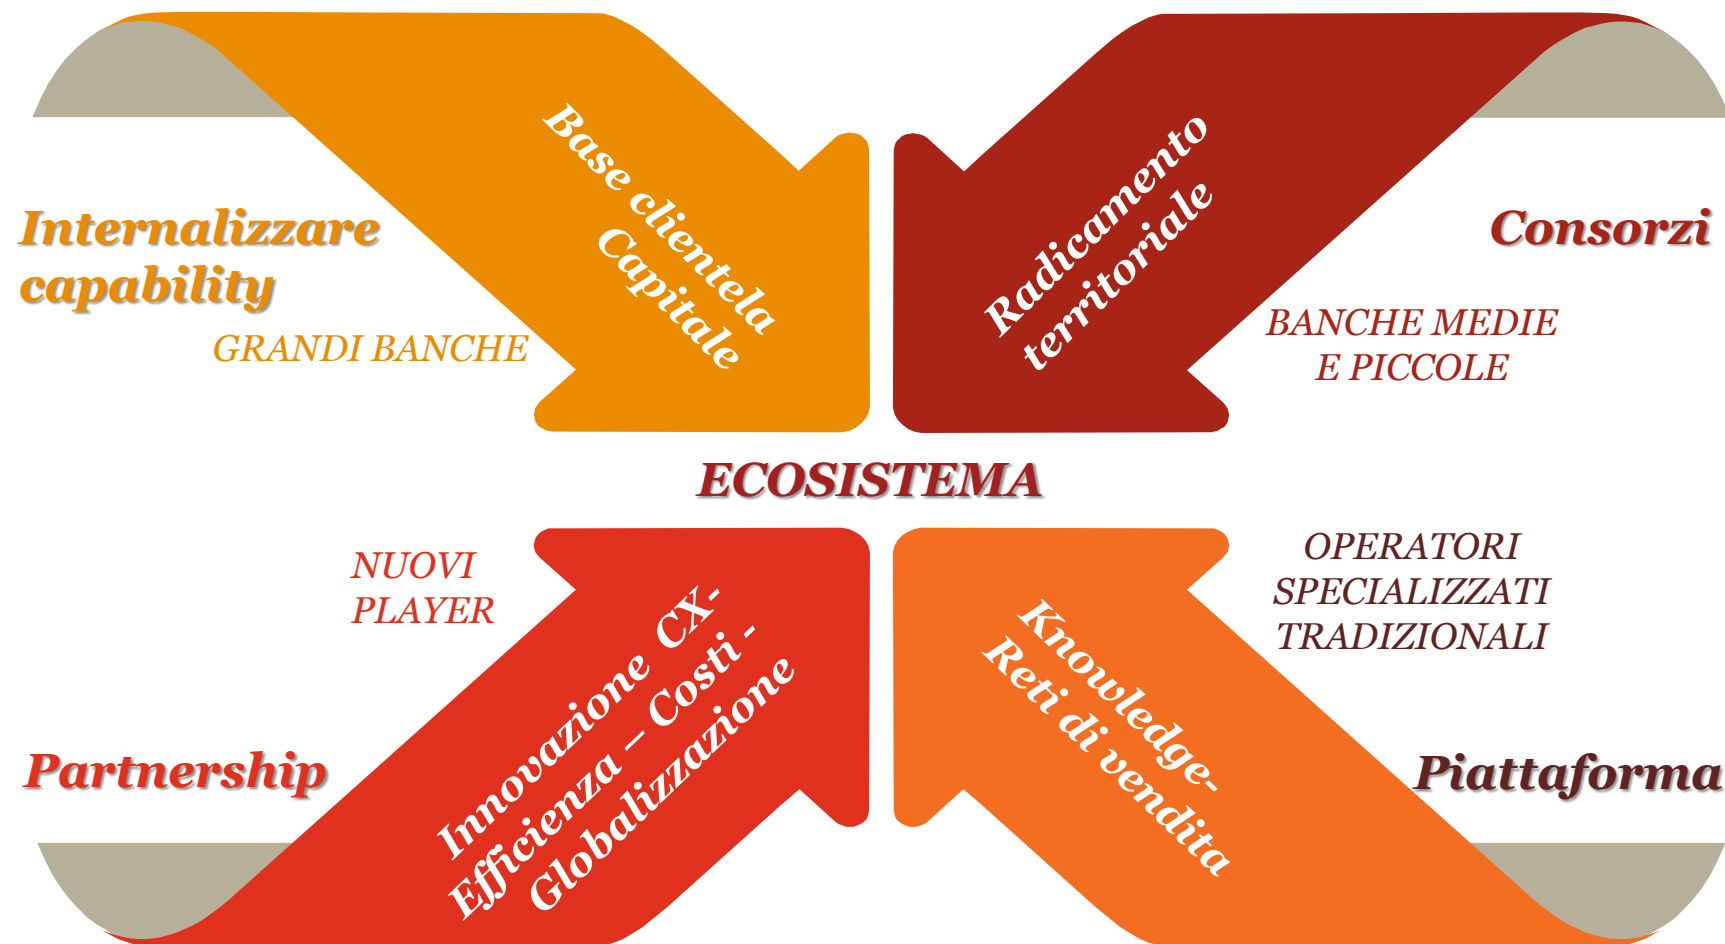 Base clientela
Capitale
Radicamento
territoriale
Internalizzare
capability
GRANDI BANCHE
Consorzi
BANCHE MEDIE
E PICCOLE
ECOSISTEMA
NUOVI
PLAYER
Partnership
Innovazione CX-
Efficienza – Costi -
Globalizzazione
Knowledge-
Reti di vendita
OPERATORI
SPECIALIZZATI
TRADIZIONALI
Piattaforma